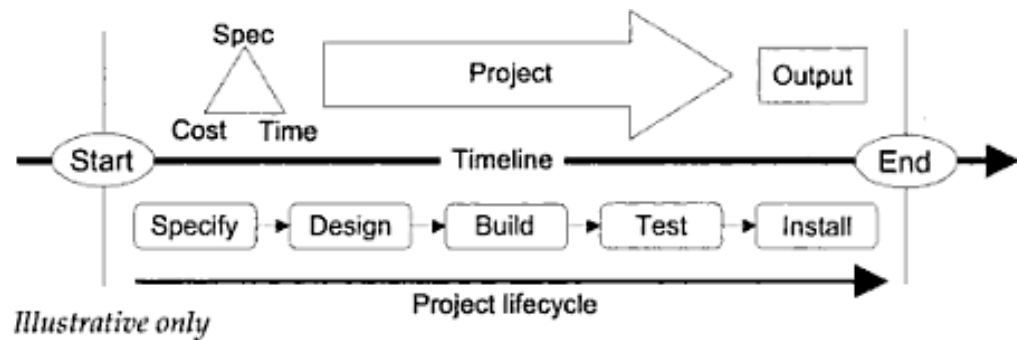 Spec
Project
Output
Cost Time
Start
Timeline
End
Specify
Design
Build
Test
Install
Project lifecycle
Illustrative only